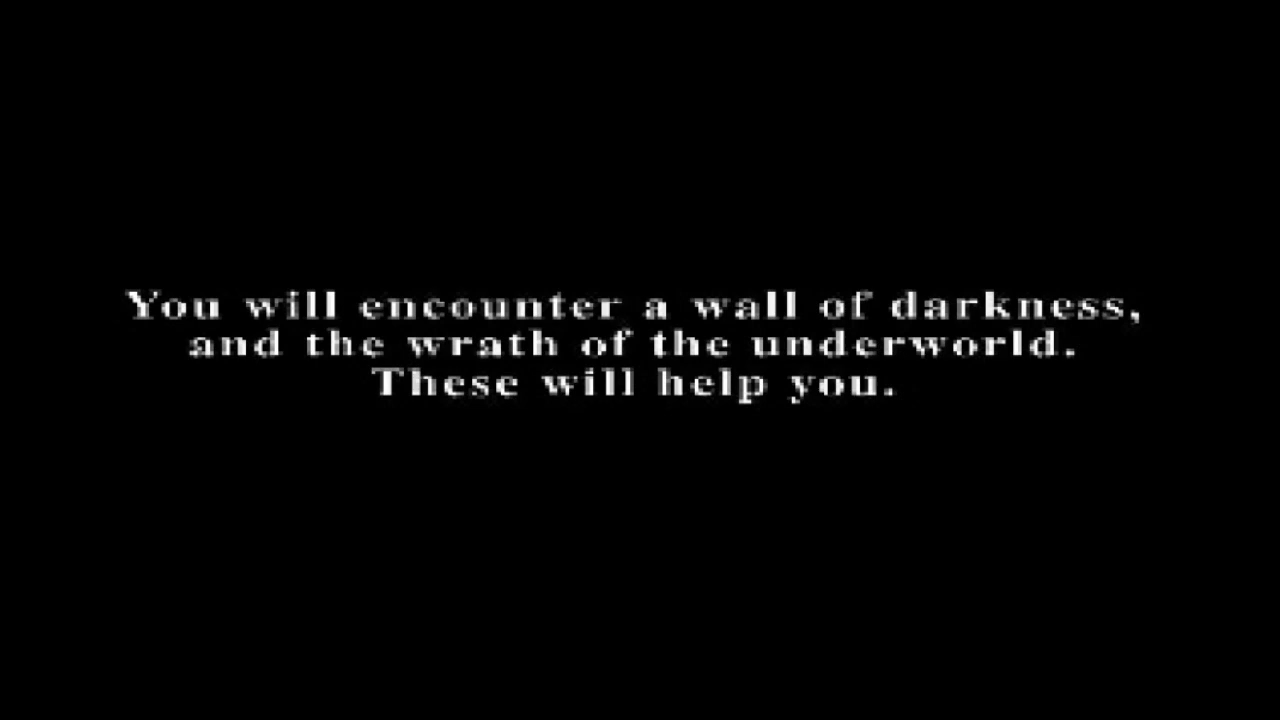 You will encounter a wall of darkness,
and the wrath of the underworld.
These will help you.